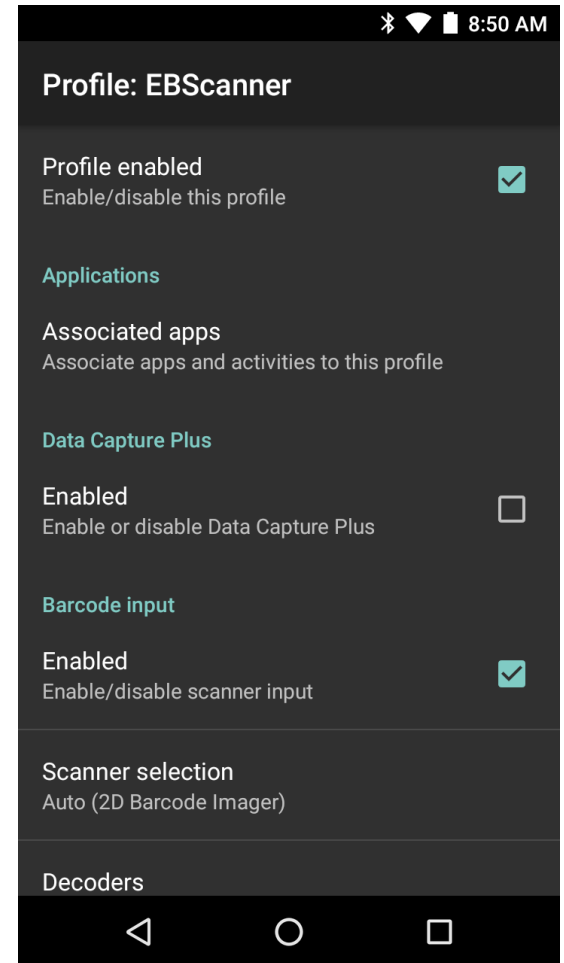 8:50 AM
Profile: EBScanner
Profile enabled
Enable/disable this profile
Applications
Associated apps
Associate apps and activities to this profile
Data Capture Plus
Enabled
Enable or disable Data Capture Plus
Barcode input
Enabled
Enable/disable scanner input
Scanner selection
Auto (2D Barcode Imager)
Decoders